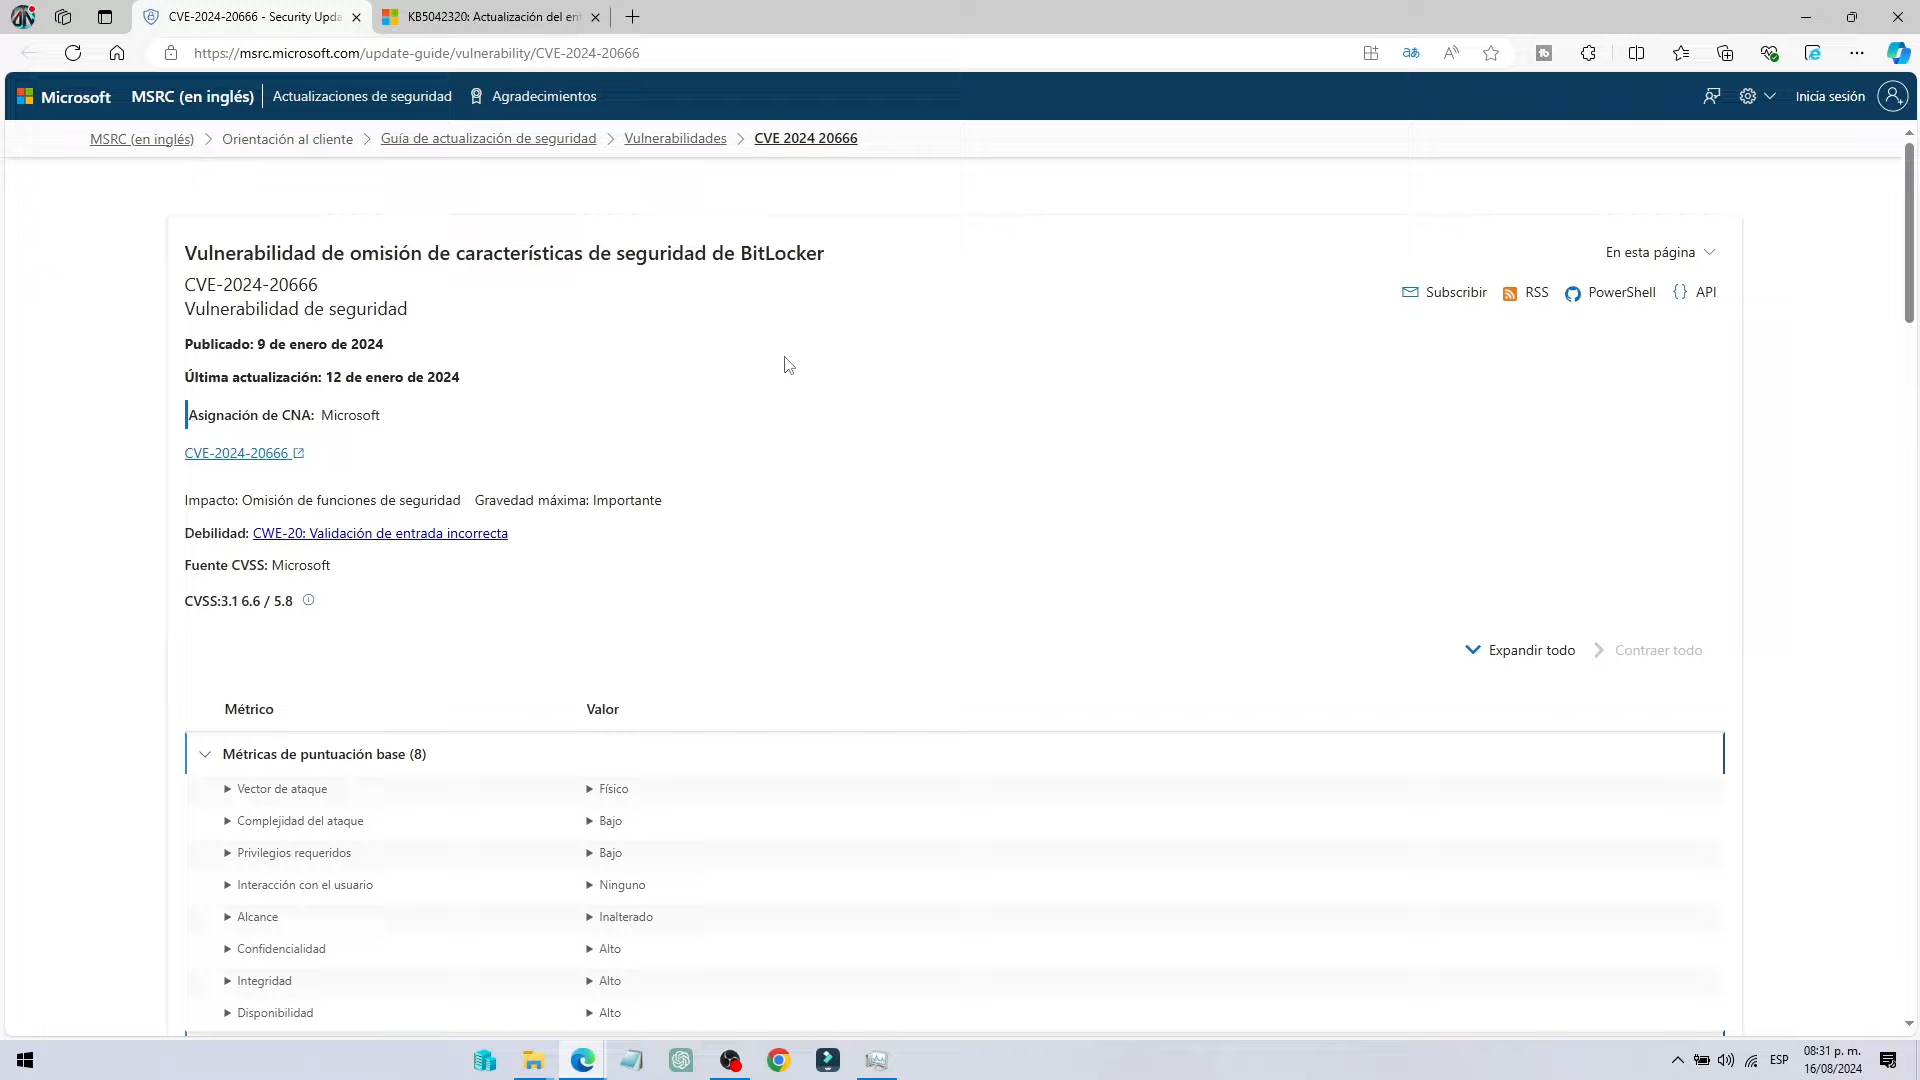 CVE-2024-20666 - Security Upda
KB5042320: Actualización del en
https://msrc.microsoft.com/update-guide/vulnerability/CVE-2024-20666
Microsoft MSRC (en inglés) Actualizaciones de seguridad Agradecimientos Inicia sesión
MSRC (en inglés) > Orientación al cliente > Guía de actualización de seguridad > Vulnerabilidades > CVE 2024 20666
Vulnerabilidad de omisión de características de seguridad de BitLocker
En esta página
CVE-2024-20666
Subscribir RSS PowerShell {} API
Vulnerabilidad de seguridad
Publicado: 9 de enero de 2024
Última actualización: 12 de enero de 2024
Asignación de CNA: Microsoft
CVE-2024-20666
Impacto: Omisión de funciones de seguridad Gravedad máxima: Importante
Debilidad: CWE-20: Validación de entrada incorrecta
Fuente CVSS: Microsoft
CVSS:3.1 6.6 / 5.8
Expandir todo Contraer todo
Métrico Valor
Métricas de puntuación base (8)
Vector de ataque Físico
Complejidad del ataque Bajo
Privilegios requeridos Bajo
Interacción con el usuario Ninguno
Alcance Inalterado
Confidencialidad Alto
Integridad Alto
Disponibilidad Alto
ESP
08:31 p. m.
16/08/2024